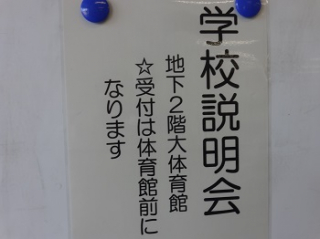 学校説明会
地下2階大体育館
☆受付は体育館前に
なります